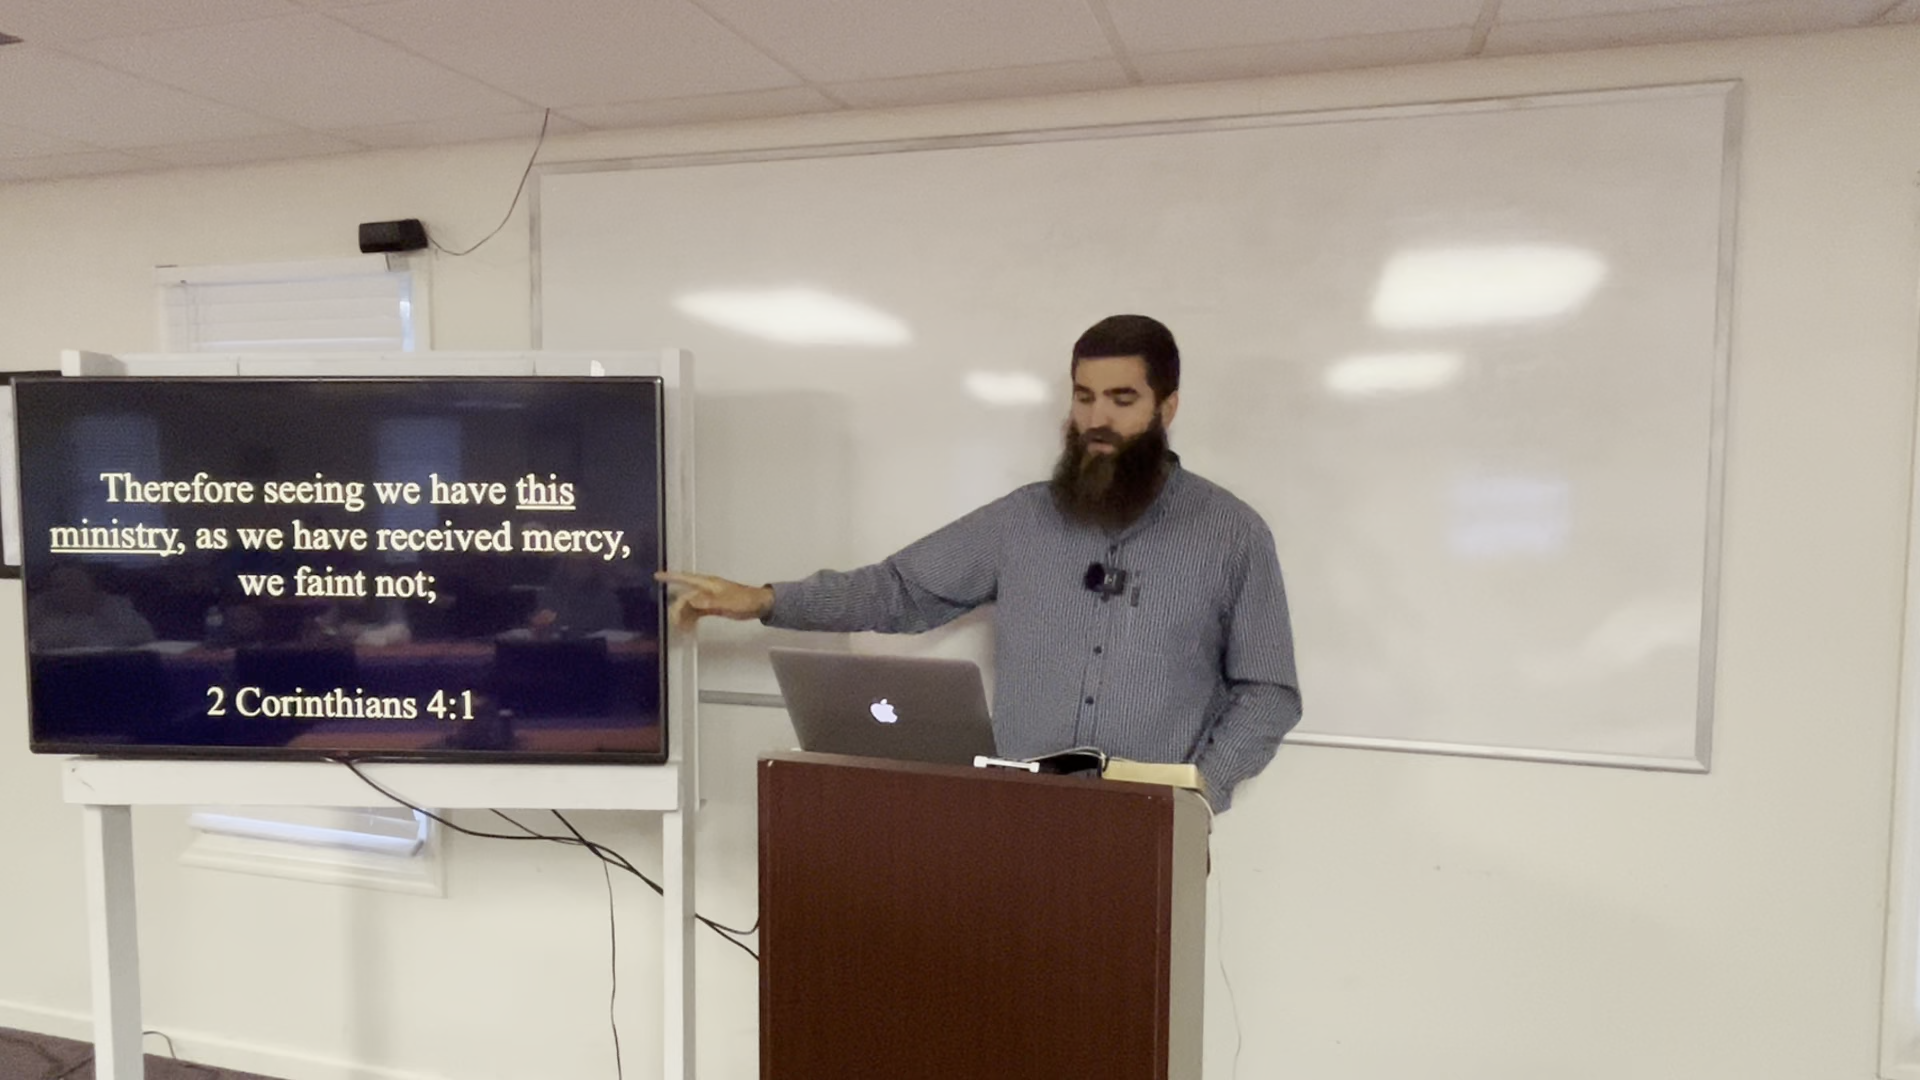 Therefore seeing we have this
ministry, as we have received mercy,
we faint not;
2 Corinthians 4:1